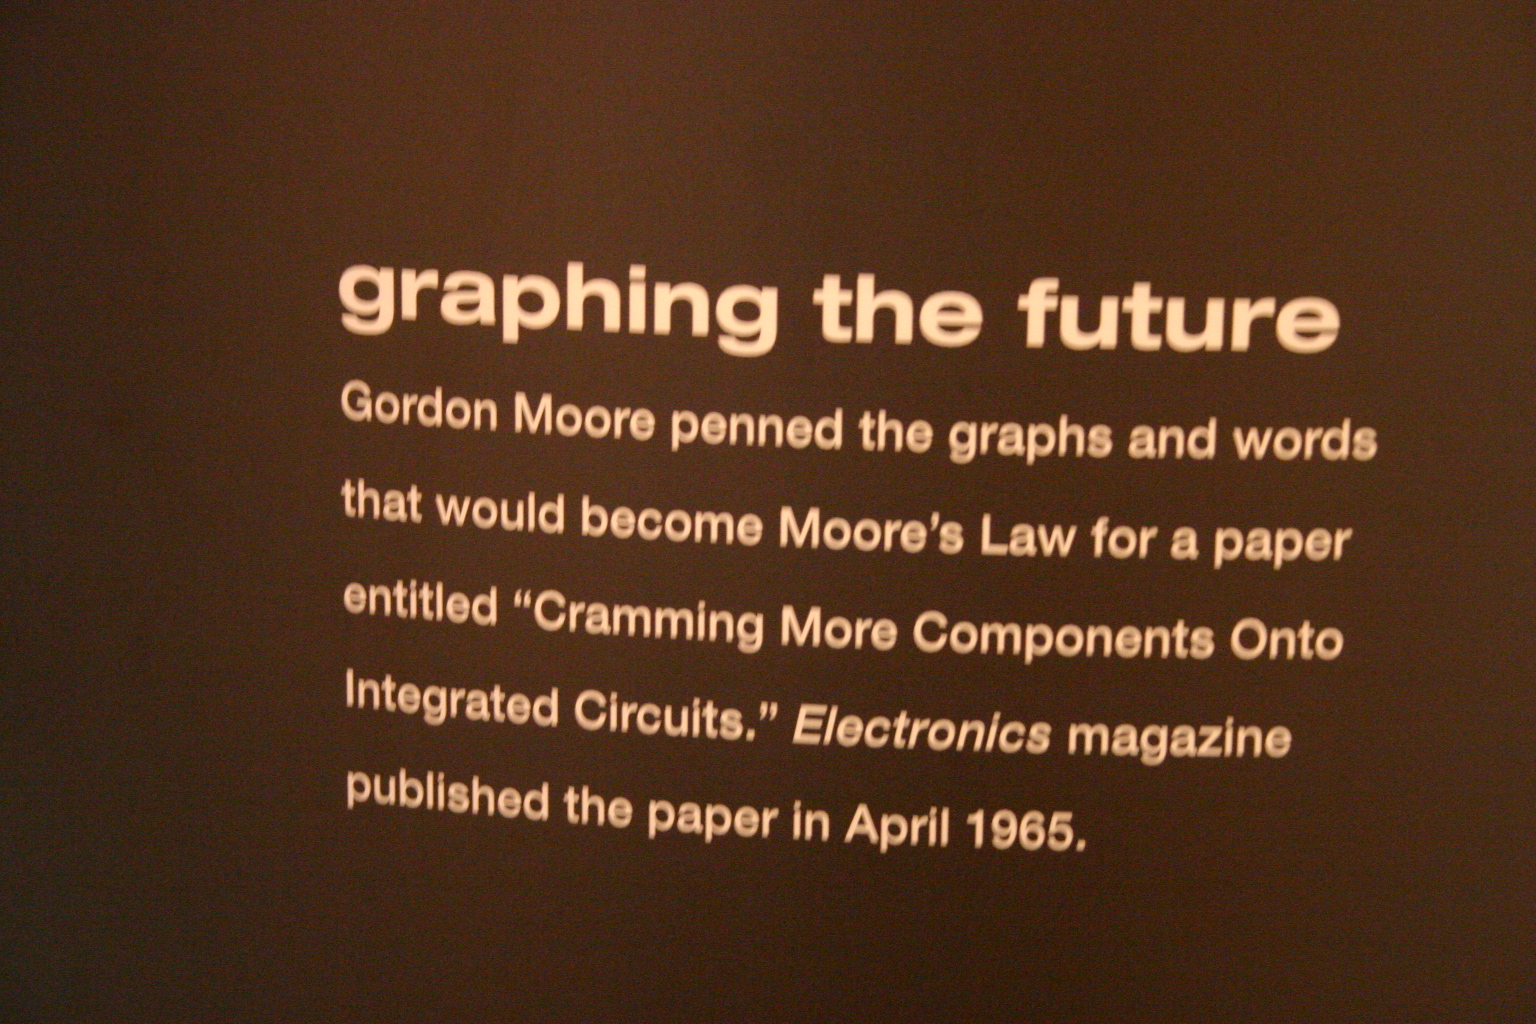 graphing the future
Gordon Moore penned the graphs and words
that would become Moore’s Law for a paper
entitled “Cramming More Components Onto
Integrated Circuits.” Electronics magazine
published the paper in April 1965.